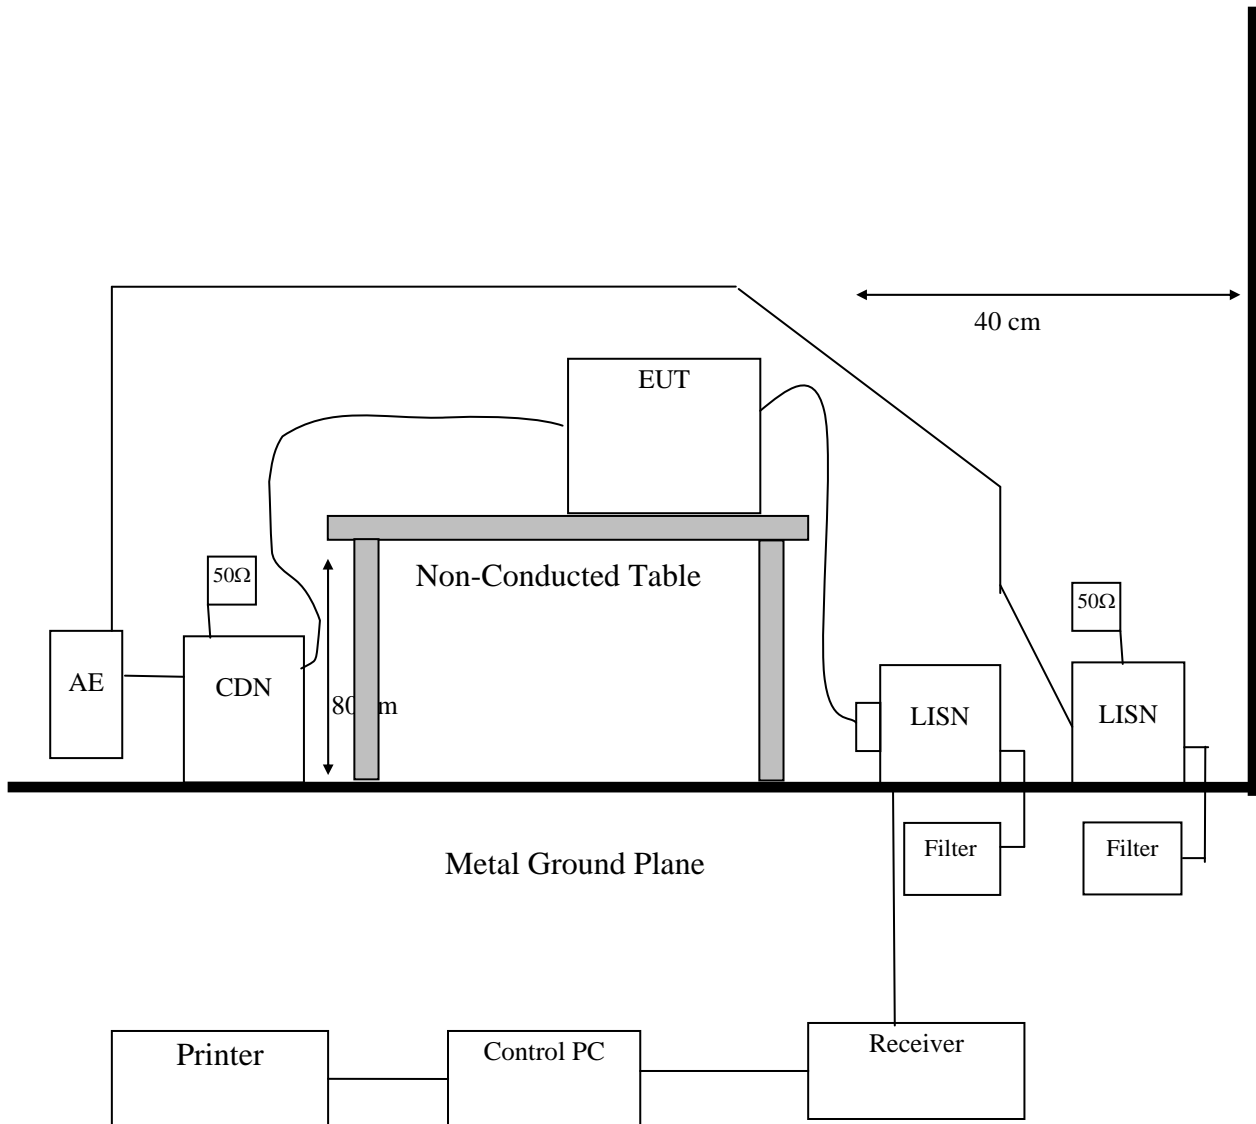 40 cm
EUT
50Ω
Non-Conducted Table
50Ω
AE
CDN
80 m
LISN
LISN
Filter
Filter
Metal Ground Plane
Printer
Control PC
Receiver